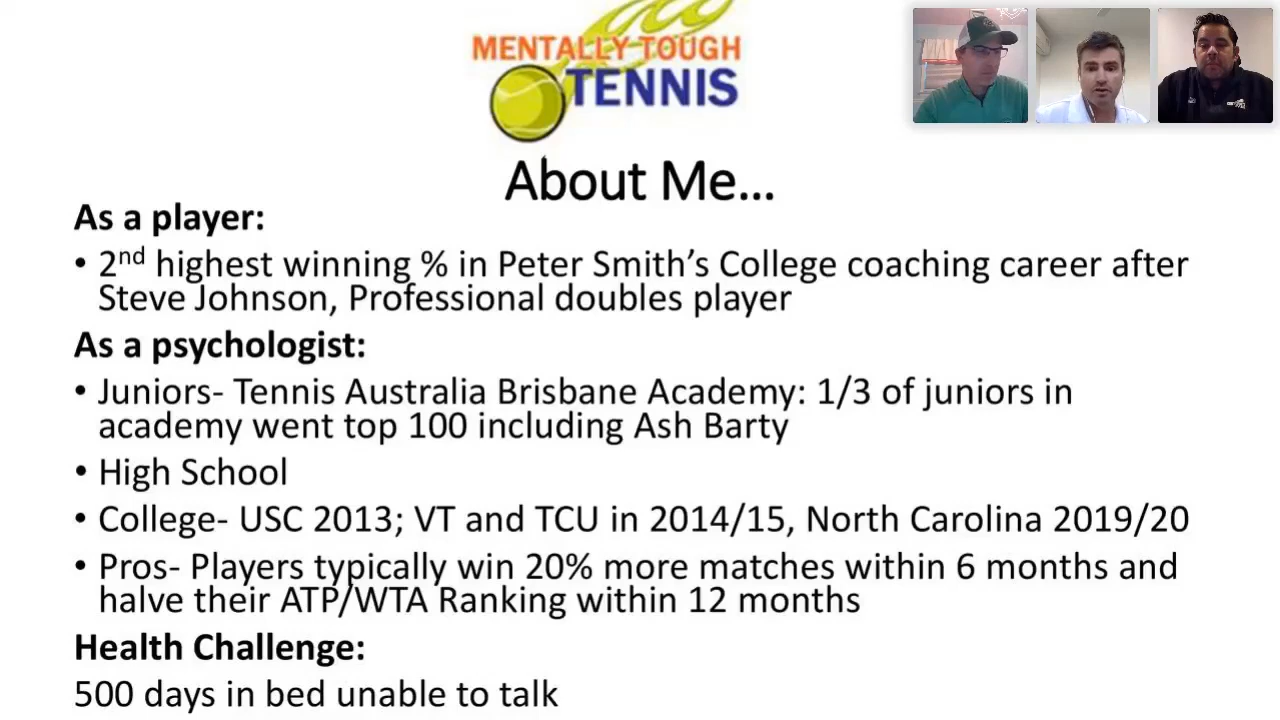 MENTALLY TOUGH
TENNIS
About Me...
As a player:
• 2nd highest winning % in Peter Smith's College coaching career after
Steve Johnson, Professional doubles player
As a psychologist:
• Juniors- Tennis Australia Brisbane Academy: 1/3 of juniors in
academy went top 100 including Ash Barty
• High School
• College- USC 2013; VT and TCU in 2014/15, North Carolina 2019/20
• Pros- Players typically win 20% more matches within 6 months and
halve their ATP/WTA Ranking within 12 months
Health Challenge:
500 days in bed unable to talk